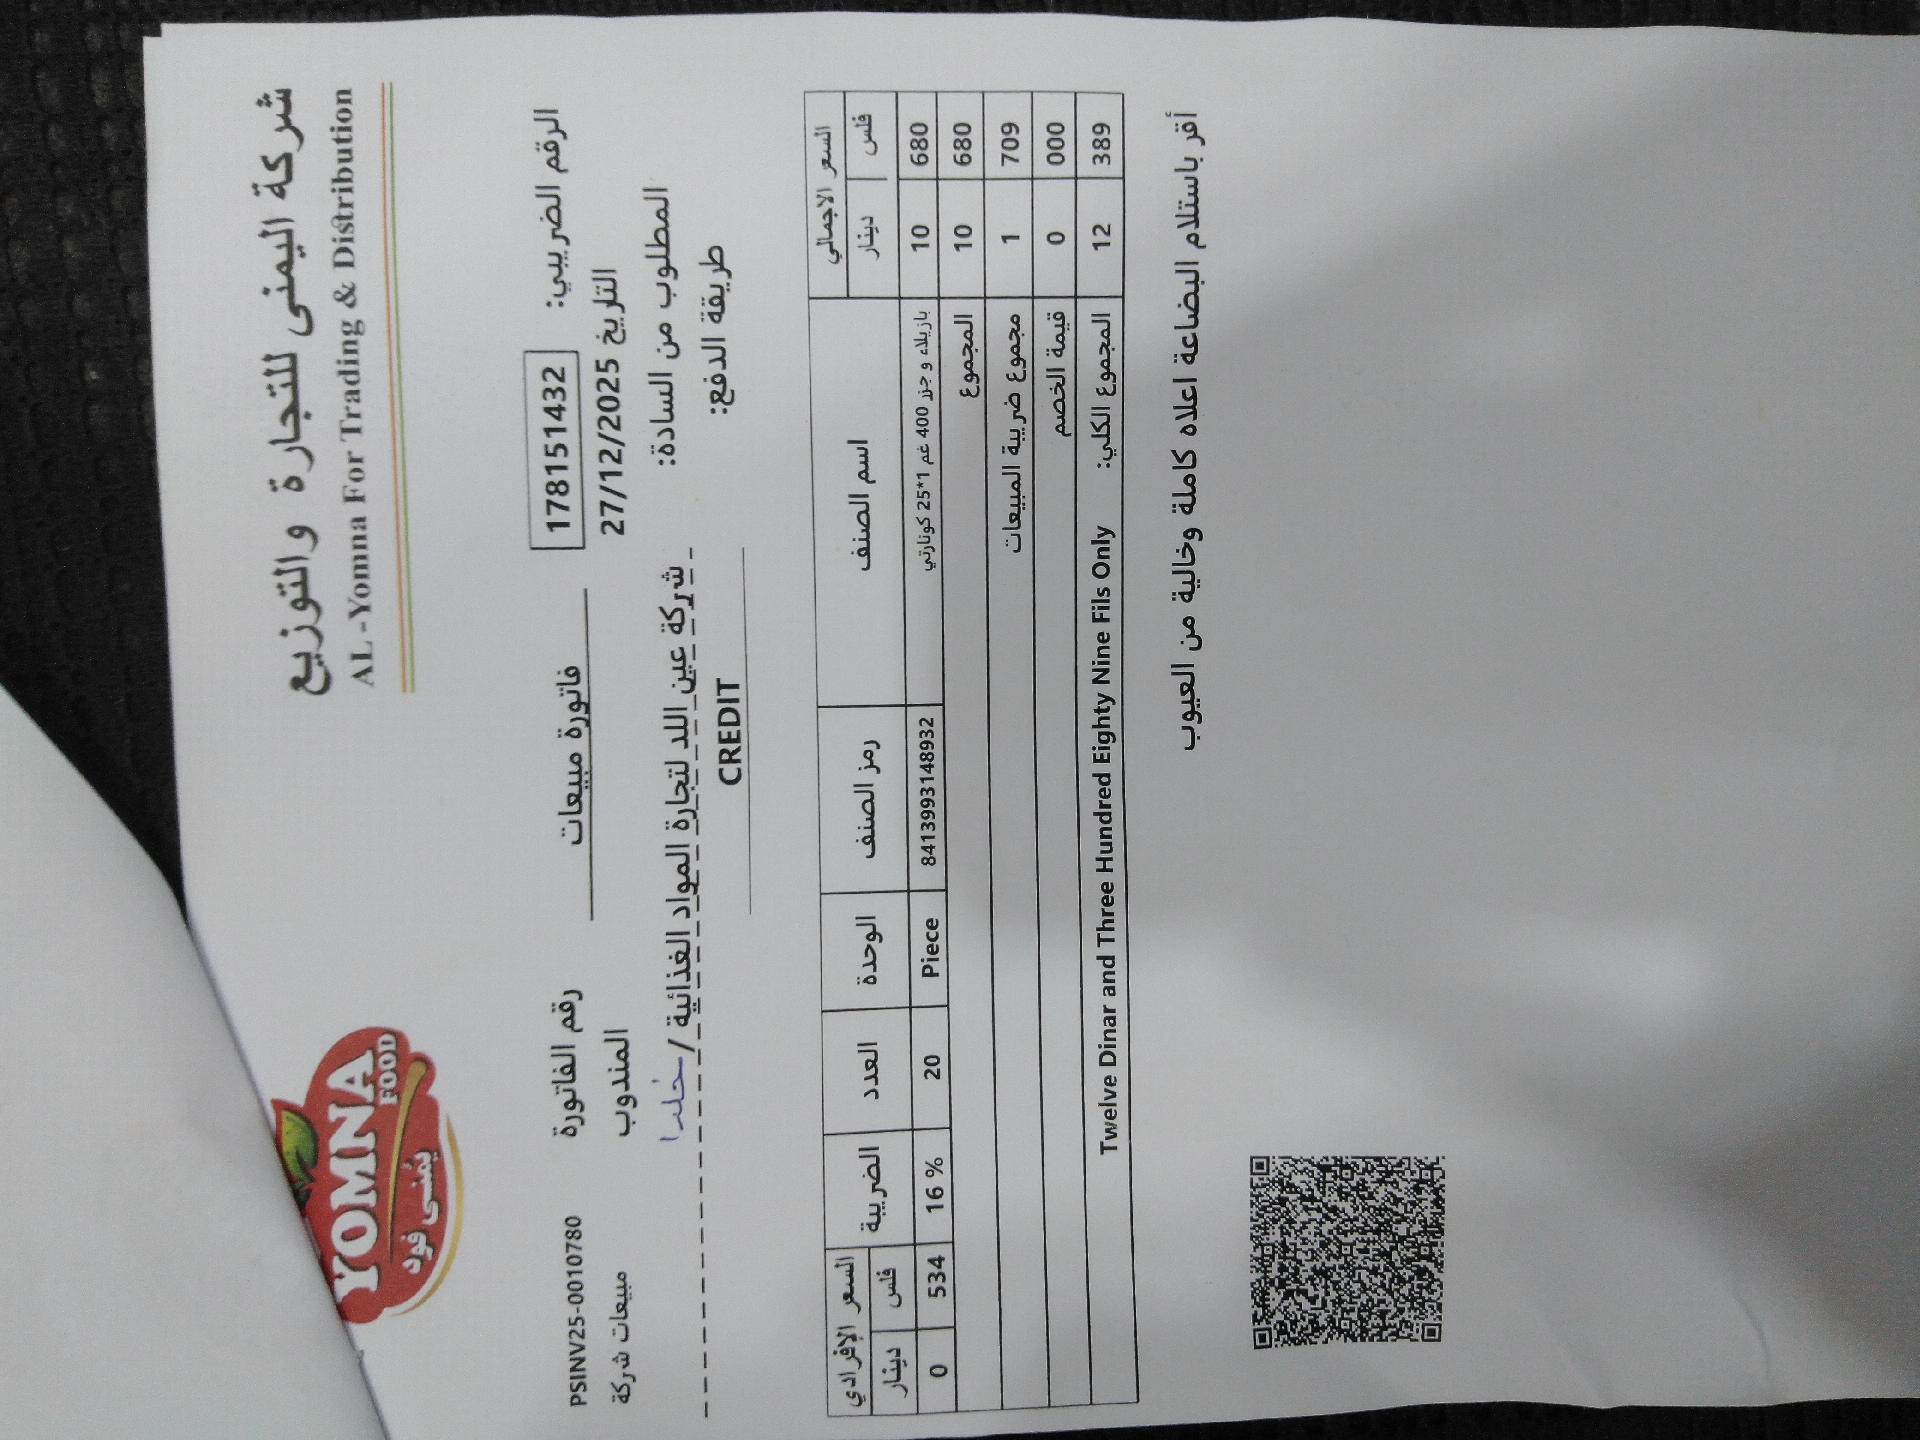 شركة اليمنى للتجارة والتوزيع
AL -Yomna For Trading & Distribution
YOMNA
FOOD
يمنى فود
الرقم الضريبي: 178151432 فاتورة مبيعات رقم الفاتورة PSINV25-0010780
التاريخ 27/12/2025 المندوب مبيعات شركة
المطلوب من السادة: شركة عين اللد لتجارة المواد الغذائية /
طريقة الدفع: CREDIT
السعر الاجمالي اسم الصنف رمز الصنف الوحدة العدد الضريبة السعر الإفرادي
فلس دينار فلس دينار
680 10 بازيلاء و جزر 400 غم 1*25 كونارتي 8413993148932 Piece 20 16 % 534 0
680 10 المجموع
709 1 مجموع ضريبة المبيعات
000 0 قيمة الخصم
389 12 المجموع الكلي: Twelve Dinar and Three Hundred Eighty Nine Fils Only
أقر باستلام البضاعة اعلاه كاملة وخالية من العيوب